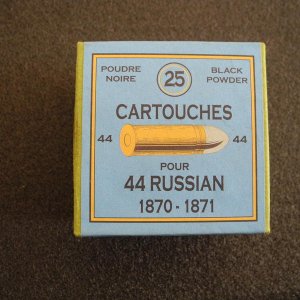 POUDRE NOIRE
25
BLACK POWDER
CARTOUCHES
44
44
POUR
44 RUSSIAN
1870 - 1871